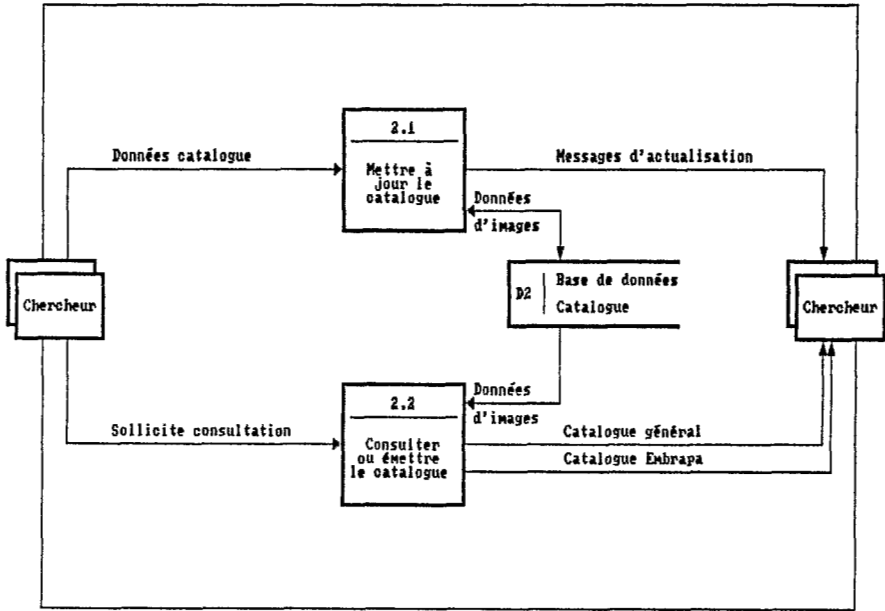 2.1
Mettre à
jour le
catalogue
Données catalogue
Messages d'actualisation
Données
d'images
Chercheur
D2
Base de données
Catalogue
Chercheur
2.2
Consulter
ou émettre
le catalogue
Données
d'images
Sollicite consultation
Catalogue général
Catalogue Embrapa